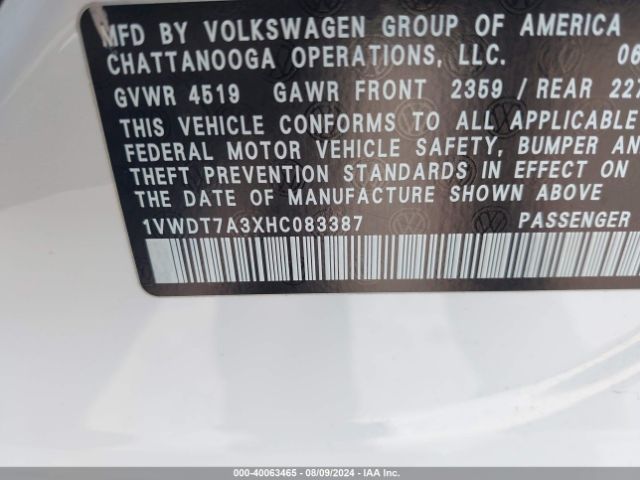 MFD BY VOLKSWAGEN GROUP OF AMERICA
CHATTANOOGA OPERATIONS, LLC. 06
GVWR 4519 GAWR FRONT 2359 / REAR 227
THIS VEHICLE CONFORMS TO ALL APPLICABLE
FEDERAL MOTOR VEHICLE SAFETY, BUMPER AN
THEFT PREVENTION STANDARDS IN EFFECT ON
THE DATE OF MANUFACTURE SHOWN ABOVE
1VWDT7A3XHC083387 PASSENGER
000-40063465 - 08/09/2024 - IAA Inc.